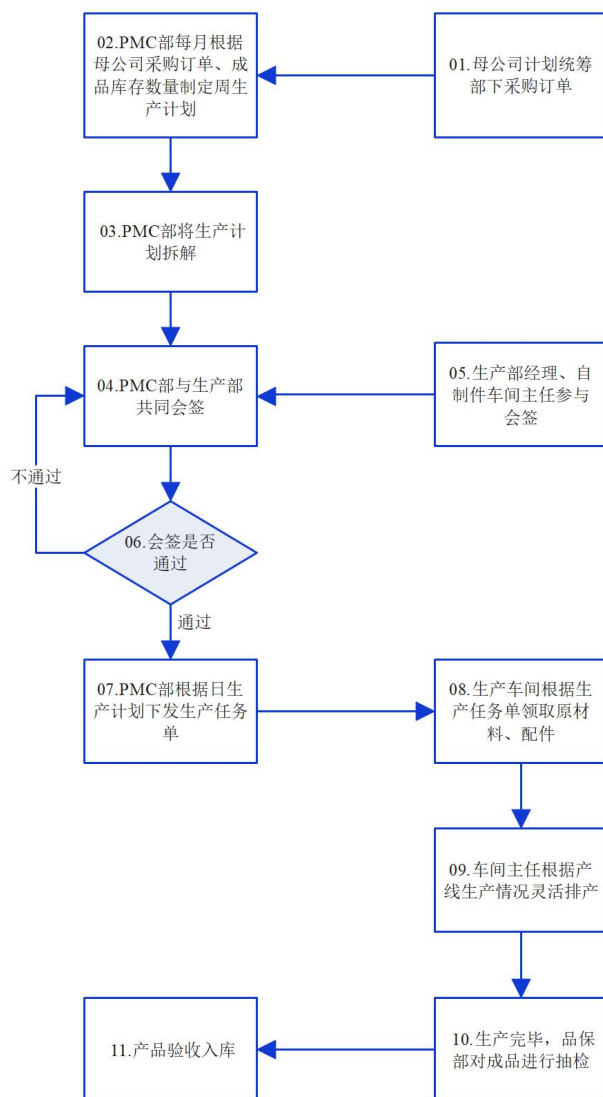 02.PMC部每月根据
母公司采购订单、成
品库存数量制定周生
产计划
01.母公司计划统筹
部下采购订单
03.PMC部将生产计
划拆解
04.PMC部与生产部
共同会签
05.生产部经理、自
制件车间主任参与
会签
不通过
06.会签是否
通过
通过
07.PMC部根据日生
产计划下发生产任务
单
08.生产车间根据生
产任务单领取原材
料、配件
09.车间主任根据产
线生产情况灵活排产
11.产品验收入库
10.生产完毕，品保
部对成品进行抽检